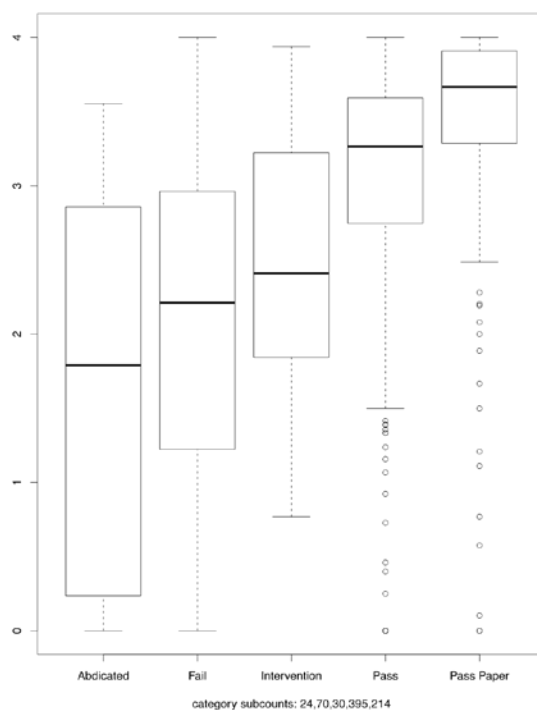 4
3
2
1
0
Abdicated Fail Intervention Pass Pass Paper
category subcounts: 24,70,30,395,214